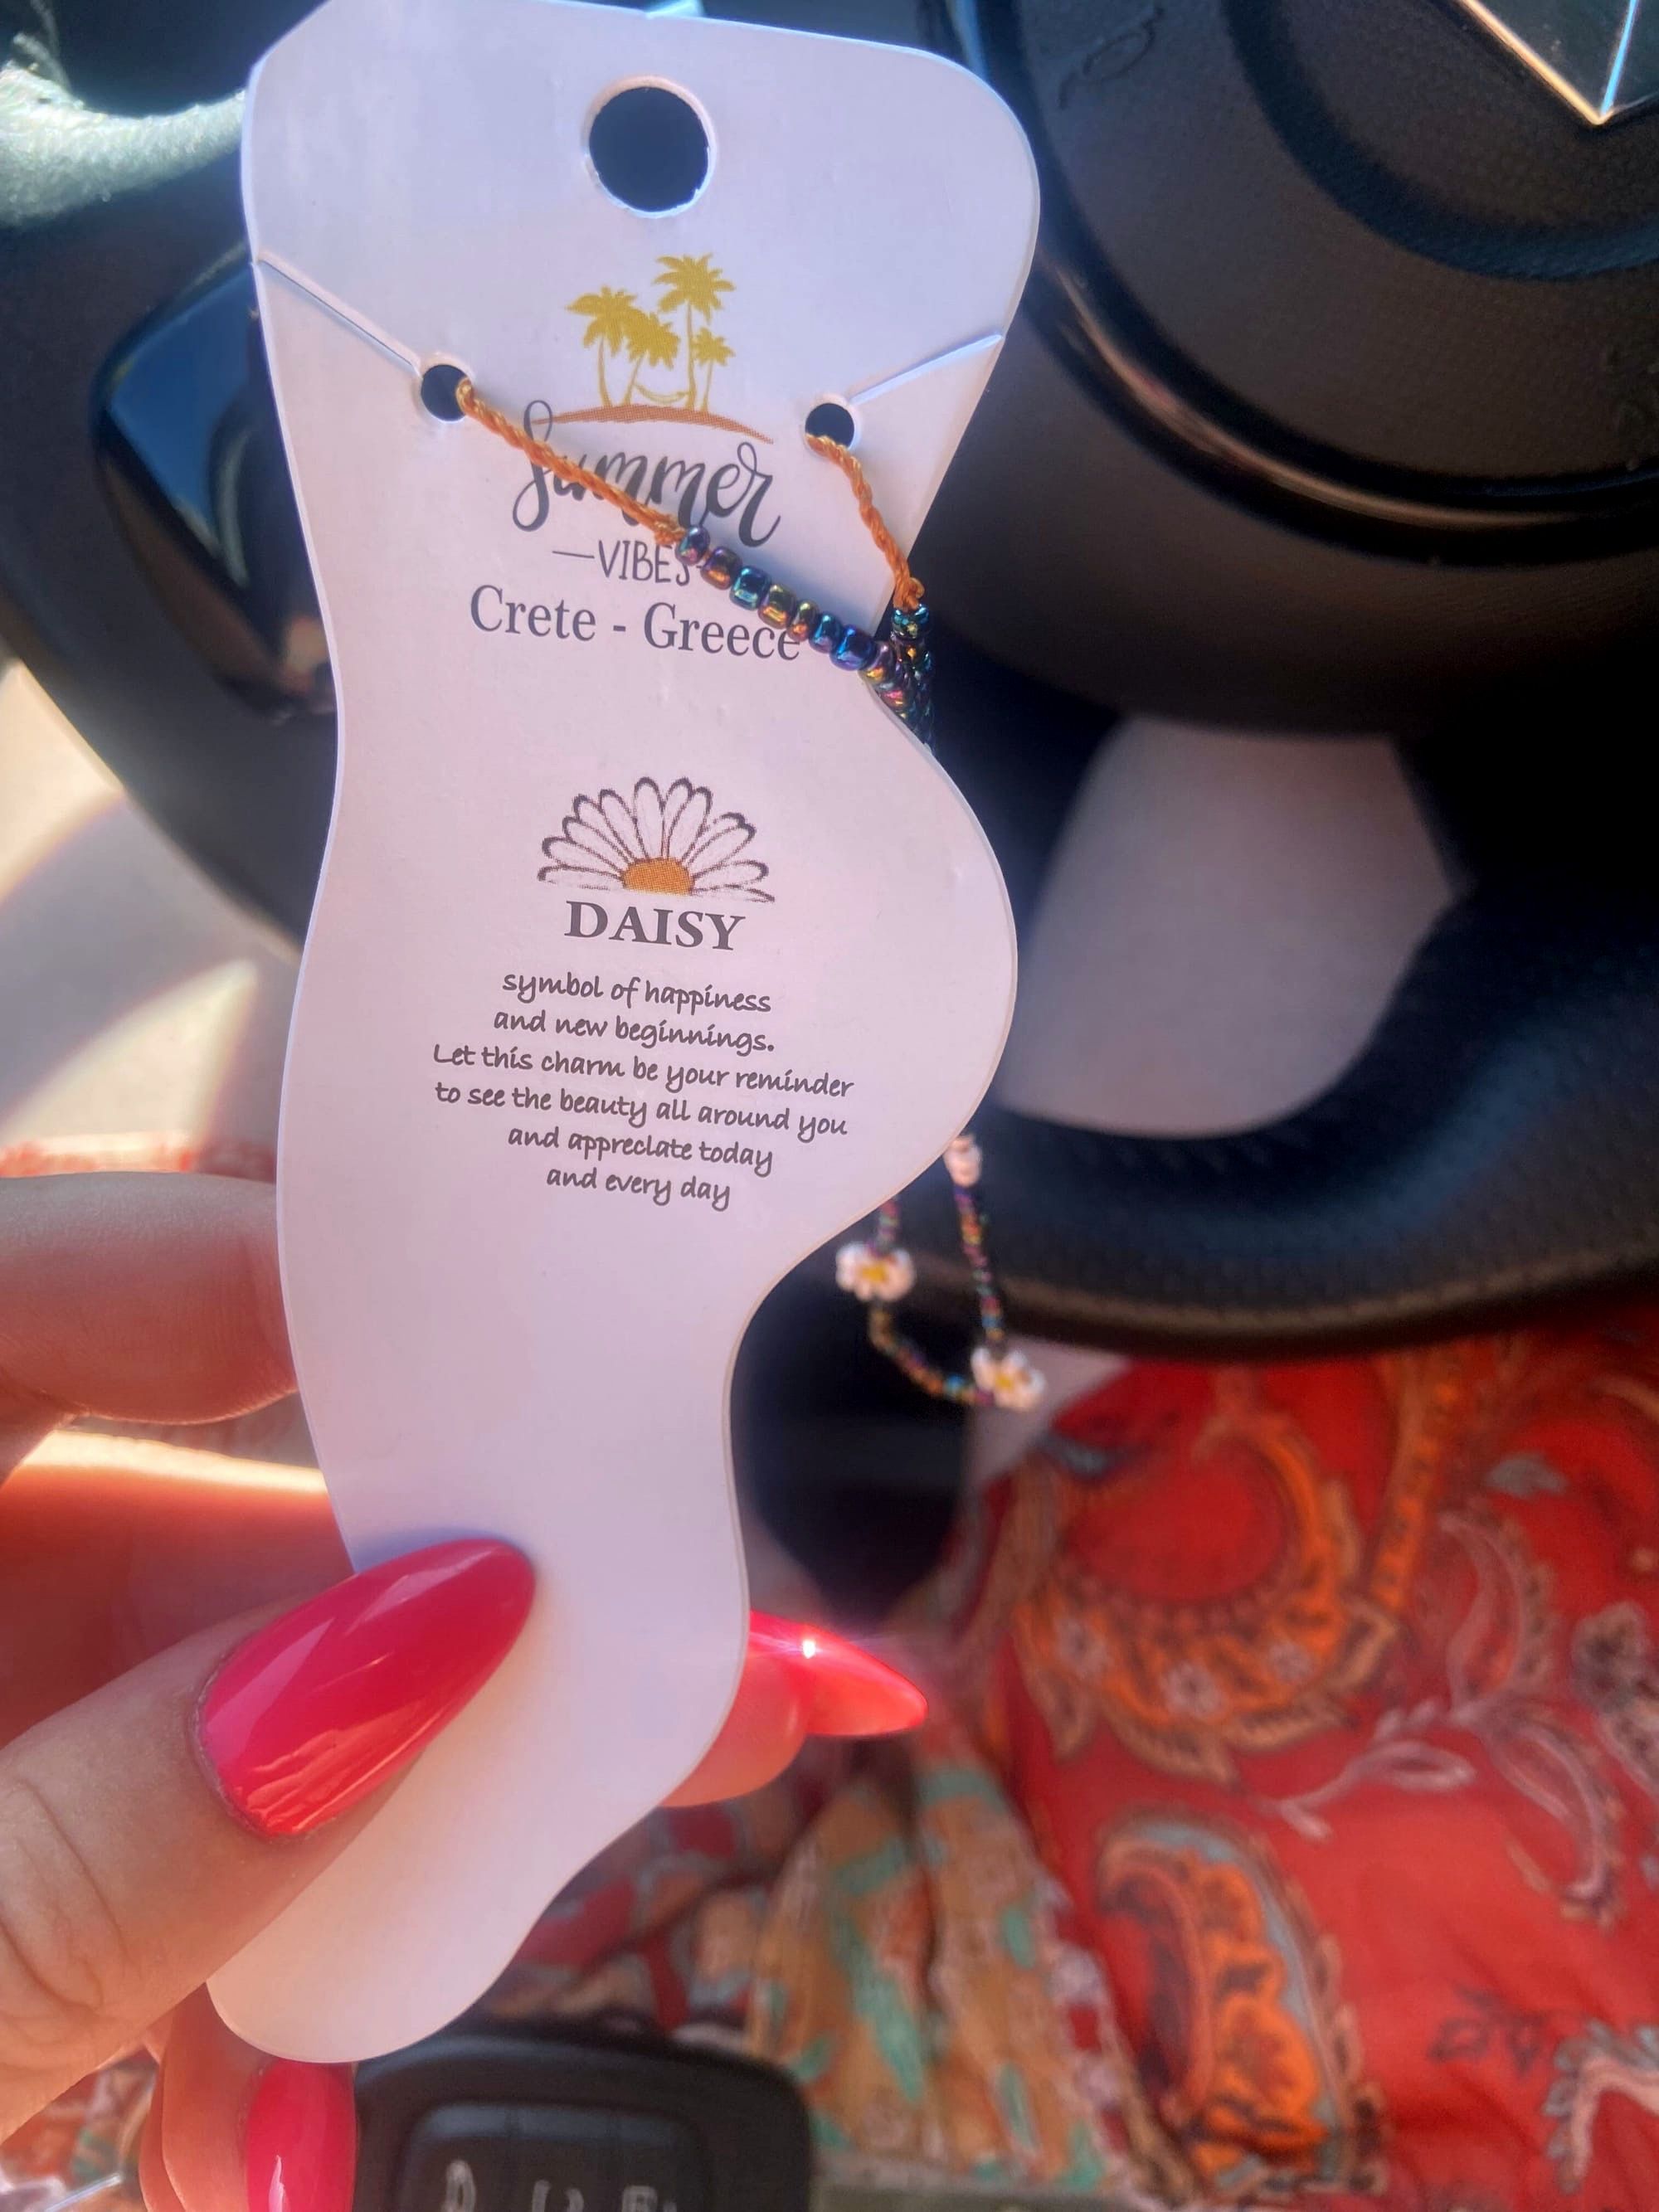 Summer
VIBES
Crete - Greece
DAISY
symbol of happiness
and new beginnings.
Let this charm be your reminder
to see the beauty all around you
and appreciate today
and every day